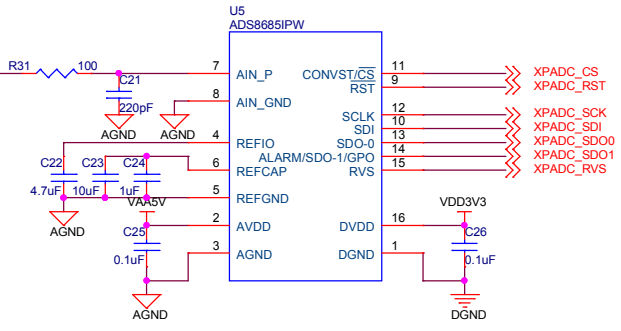 U5
ADS8685IPW
R31
100
C21
220pF
AGND
AGND
7
AIN_P
8
AIN_GND
4
REFIO
6
REFCAP
5
REFGND
2
AVDD
3
AGND
CONVST/CS
11
XPADC_CS
RST
9
XPADC_RST
SCLK
12
XPADC_SCK
SDI
10
XPADC_SDI
SDO-0
13
XPADC_SDO0
ALARM/SDO-1/GPO
14
XPADC_SDO1
RVS
15
XPADC_RVS
C22
C23
C24
4.7uF
10uF
1uF
AGND
VAA5V
C25
0.1uF
AGND
DVDD
16
VDD3V3
DGND
1
C26
0.1uF
DGND